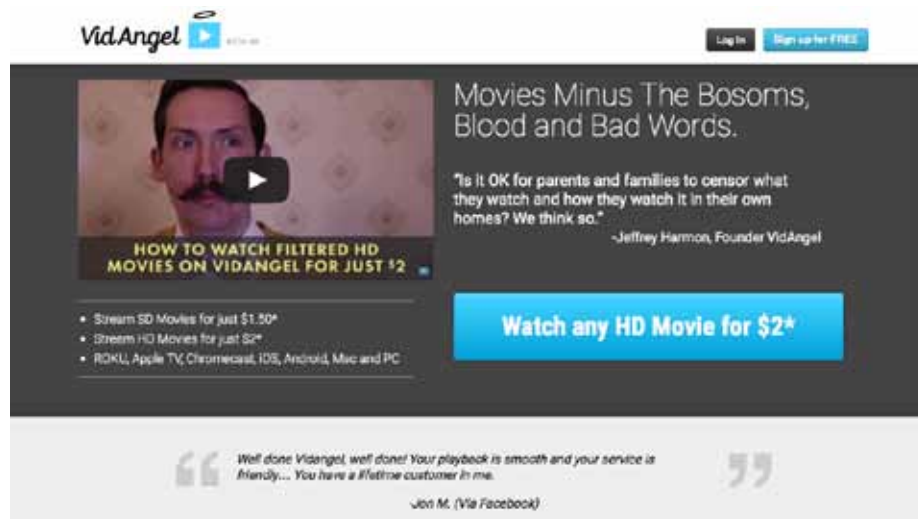 VidAngel
Log In
Sign up for FREE
HOW TO WATCH FILTERED HD
MOVIES ON VIDANGEL FOR JUST $2
Movies Minus The Bosoms,
Blood and Bad Words.
"Is it OK for parents and families to censor what
they watch and how they watch it in their own
homes? We think so."
-Jeffrey Harmon, Founder VidAngel
• Stream SD Movies for just $1.50*
• Stream HD Movies for just $2*
• ROKU, Apple TV, Chromecast, iOS, Android, Mac and PC
Watch any HD Movie for $2*
Well done Vidangel, well done! Your playback is smooth and your service is
friendly... You have a lifetime customer in me.
-Jon M. (Via Facebook)